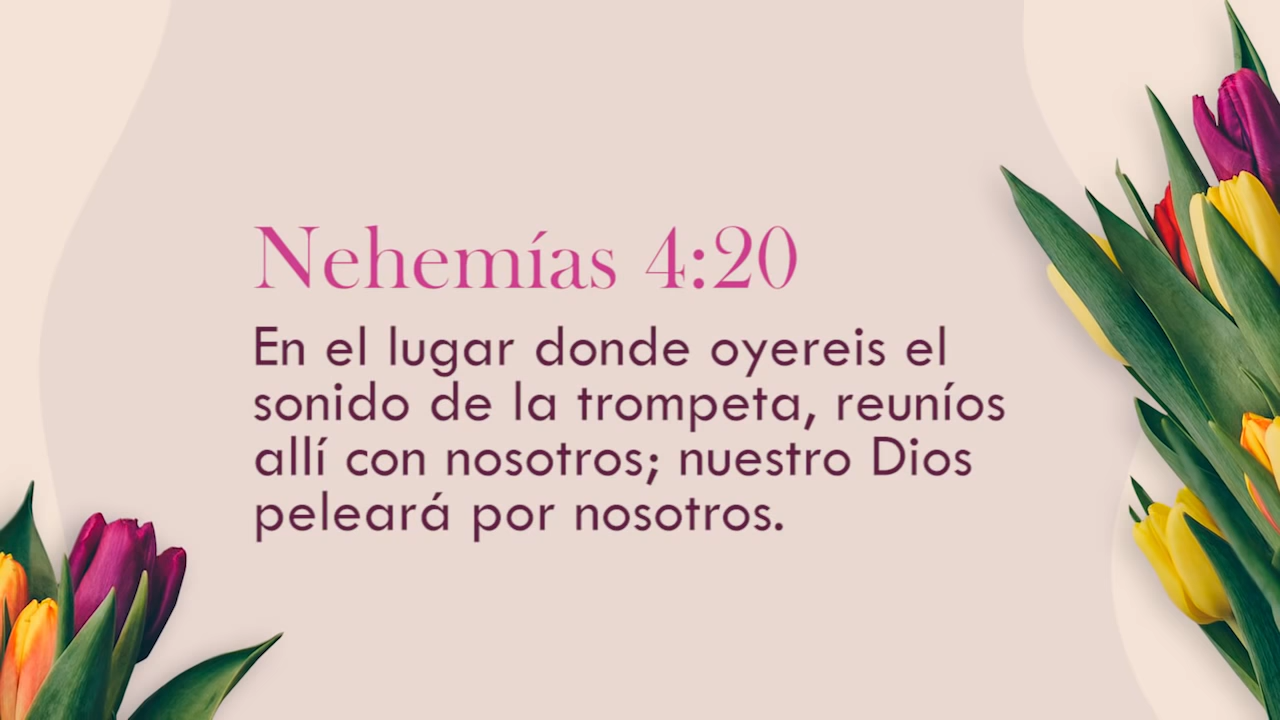 Nehemías 4:20
En el lugar donde oyereis el
sonido de la trompeta, reuníos
allí con nosotros; nuestro Dios
peleará por nosotros.